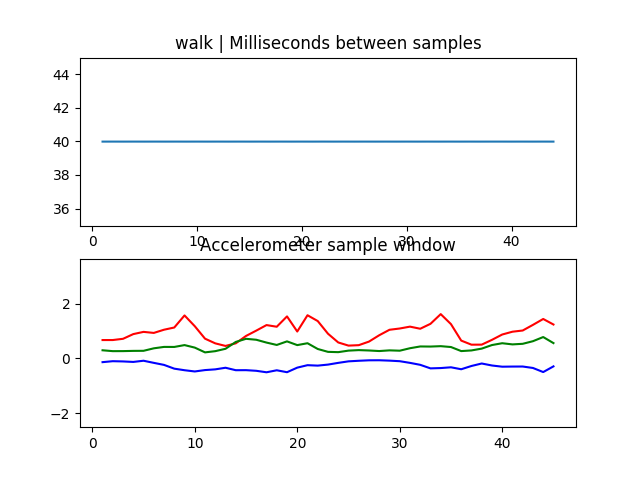 walk | Milliseconds between samples
44
42
40
38
36
0 10 20 30 40
Accelerometer sample window
2
0
−2
0 10 20 30 40